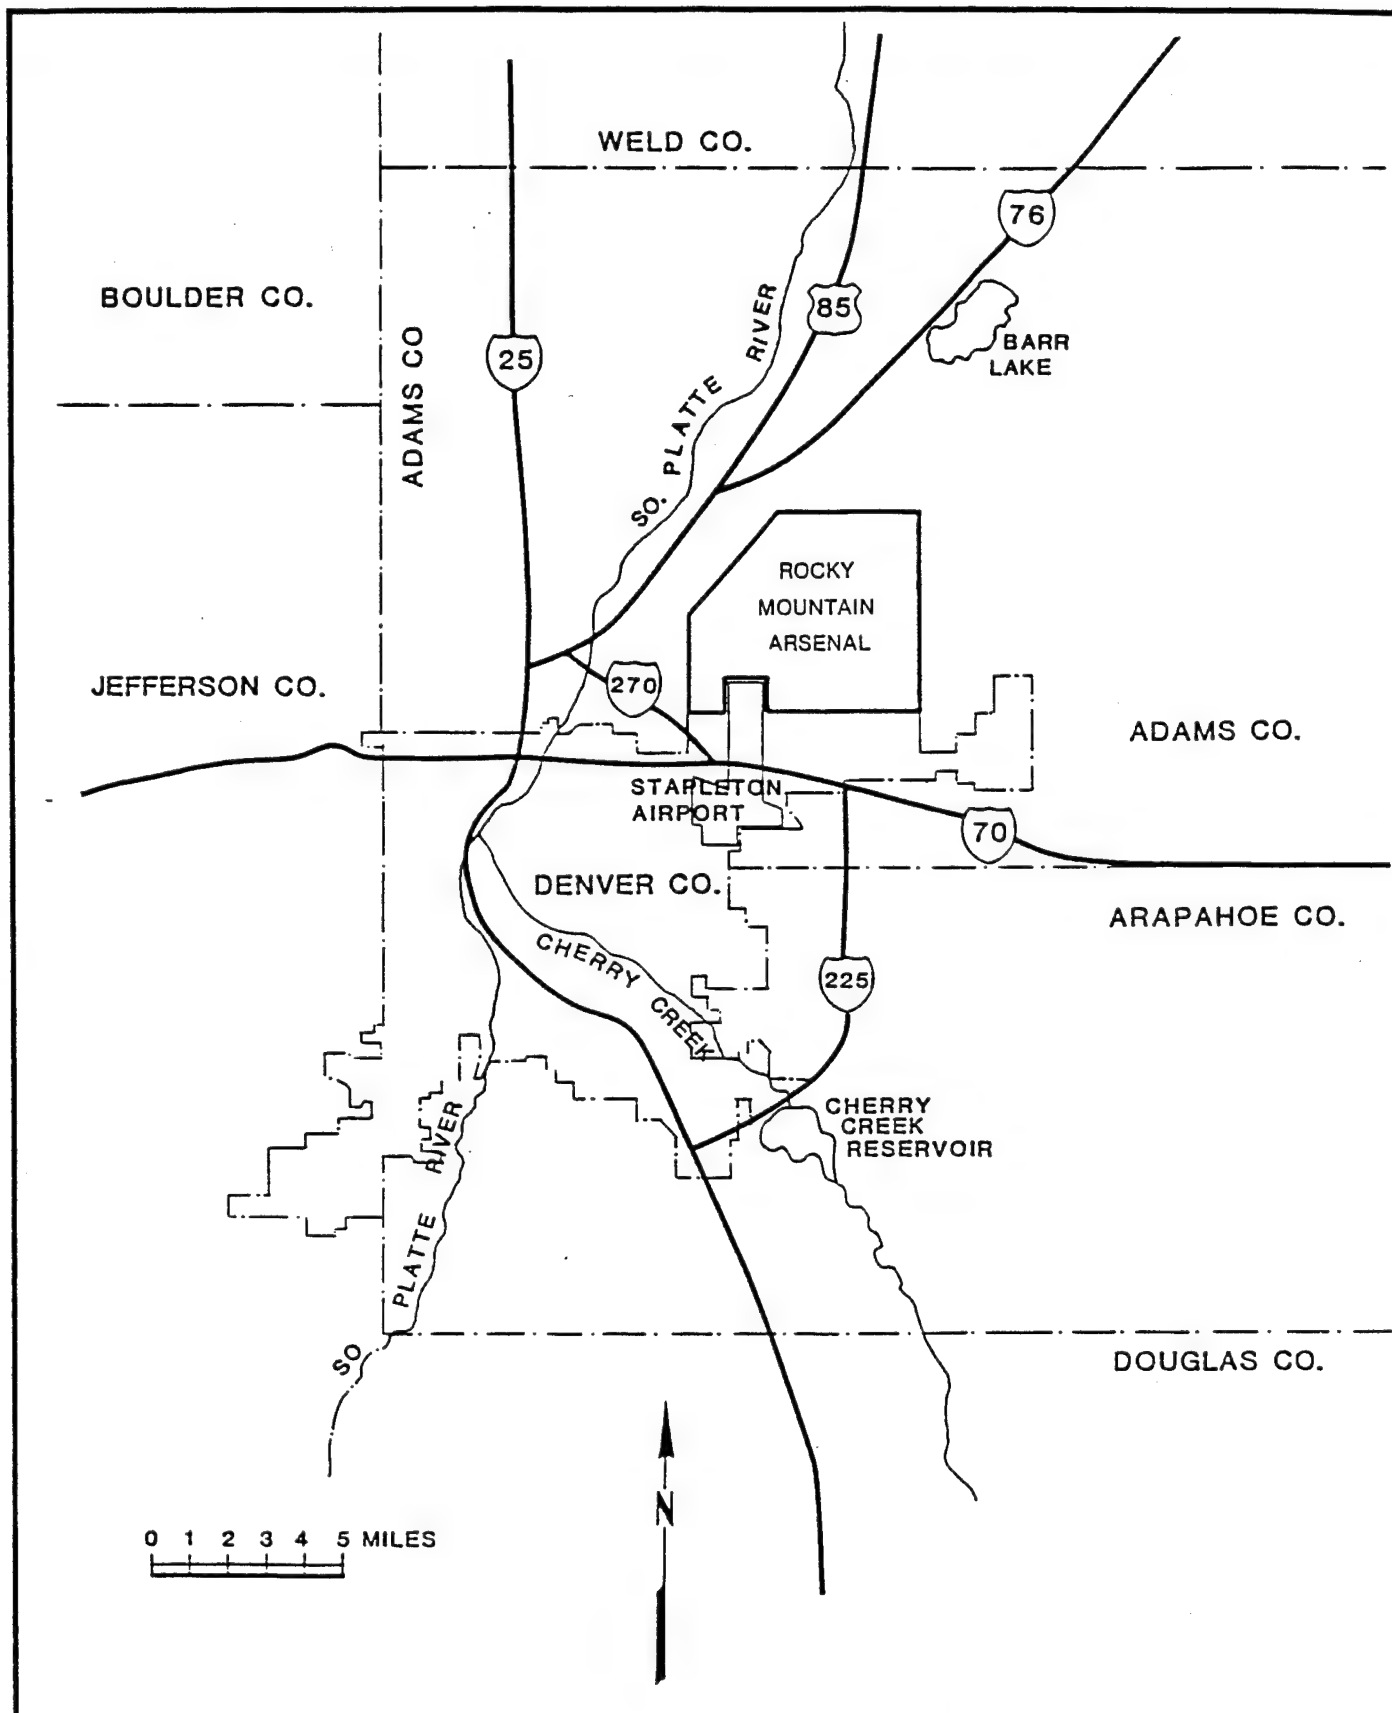 WELD CO.
76
BOULDER CO.
85
BARR
LAKE
25
ADAMS CO
SO. PLATTE RIVER
ROCKY
MOUNTAIN
ARSENAL
270
JEFFERSON CO.
ADAMS CO.
STAPLETON
AIRPORT
70
DENVER CO.
ARAPAHOE CO.
CHERRY CREEK
225
CHERRY
CREEK
RESERVOIR
SO PLATTE RIVER
DOUGLAS CO.
N
0 1 2 3 4 5 MILES